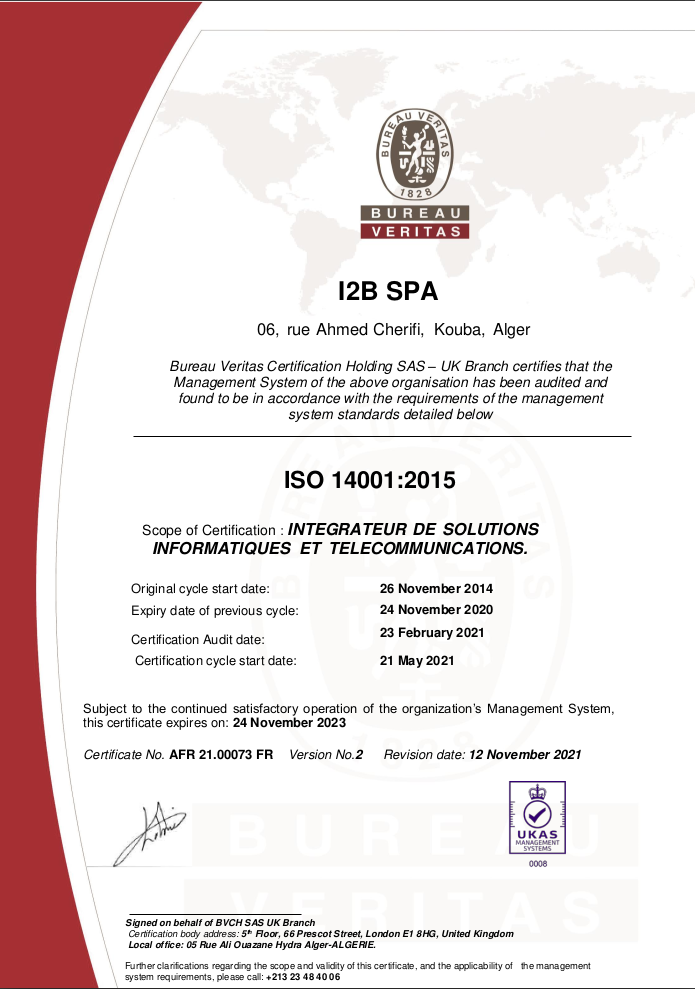 BUREAU VERITAS
1828
BUREAU
VERITAS
I2B SPA
06, rue Ahmed Cherifi, Kouba, Alger
Bureau Veritas Certification Holding SAS – UK Branch certifies that the
Management System of the above organisation has been audited and
found to be in accordance with the requirements of the management
system standards detailed below
ISO 14001:2015
Scope of Certification : INTEGRATEUR DE SOLUTIONS
INFORMATIQUES ET TELECOMMUNICATIONS.
Original cycle start date: 26 November 2014
Expiry date of previous cycle: 24 November 2020
Certification Audit date: 23 February 2021
Certification cycle start date: 21 May 2021
Subject to the continued satisfactory operation of the organization's Management System,
this certificate expires on: 24 November 2023
Certificate No. AFR 21.00073 FR Version No.2 Revision date: 12 November 2021
UKAS
MANAGEMENT
SYSTEMS
0008
BUREAU
VERITAS
Signed on behalf of BVCH SAS UK Branch
Certification body address: 5th Floor, 66 Prescot Street, London E1 8HG, United Kingdom
Local office: 05 Rue Ali Ouazane Hydra Alger-ALGERIE.
Further clarifications regarding the scope and validity of this certificate, and the applicability of the management
system requirements, please call: +213 23 48 40 06